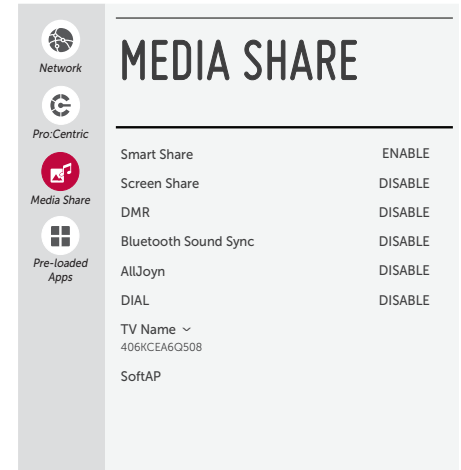 Network
Pro:Centric
Media Share
Pre-loaded
Apps
MEDIA SHARE
Smart Share ENABLE
Screen Share DISABLE
DMR DISABLE
Bluetooth Sound Sync DISABLE
AllJoyn DISABLE
DIAL DISABLE
TV Name
406KCEA6Q508
SoftAP